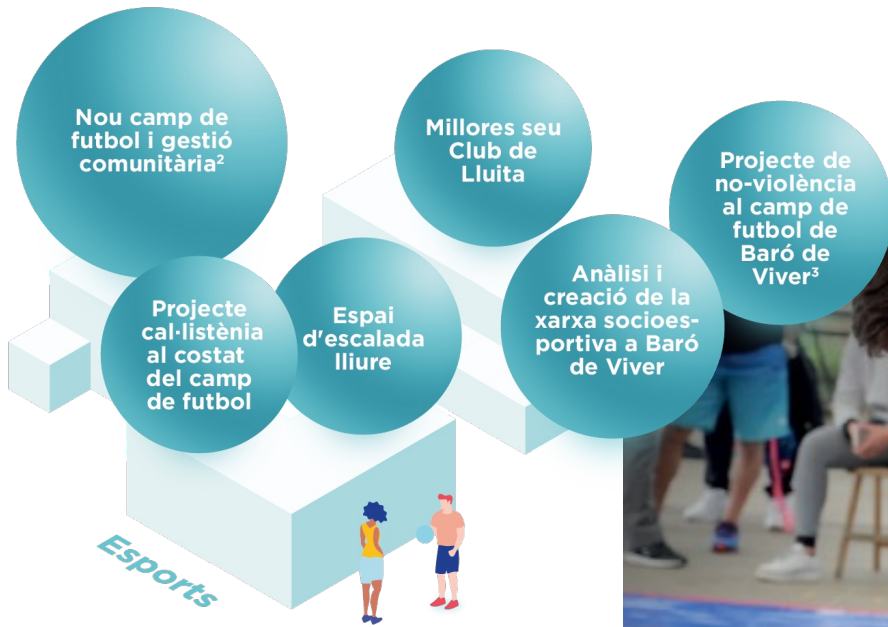 Nou camp de
futbol i gestió
comunitària²
Millores seu
Club de
Lluita
Projecte de
no-violència
al camp de
futbol de
Baró de
Viver³
Projecte
cal·listènia
al costat
del camp
de futbol
Espai
d'escalada
lliure
Anàlisi i
creació de la
xarxa socioes-
portiva a Baró
de Viver
Esports